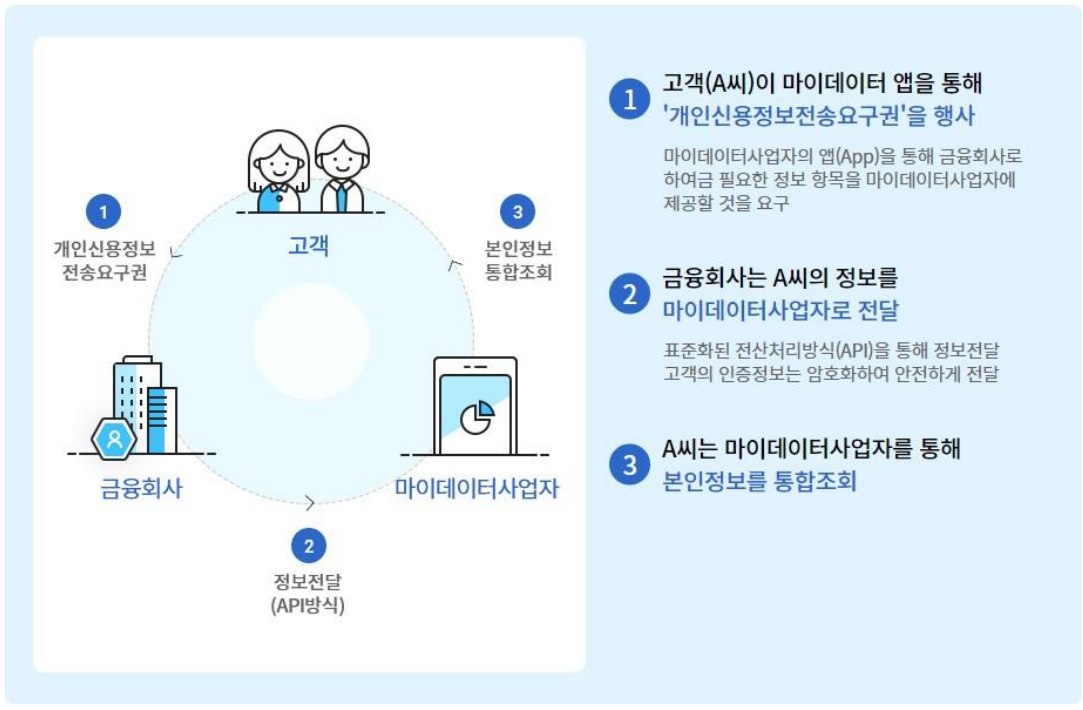 고객
1
개인신용정보
전송요구권
3
본인정보
통합조회
금융회사
마이데이터사업자
2
정보전달
(API방식)
1
고객(A씨)이 마이데이터 앱을 통해
'개인신용정보전송요구권'을 행사
마이데이터사업자의 앱(App)을 통해 금융회사로
하여금 필요한 정보 항목을 마이데이터사업자에
제공할 것을 요구
2
금융회사는 A씨의 정보를
마이데이터사업자로 전달
표준화된 전산처리방식(API)을 통해 정보전달
고객의 인증정보는 암호화하여 안전하게 전달
3
A씨는 마이데이터사업자를 통해
본인정보를 통합조회